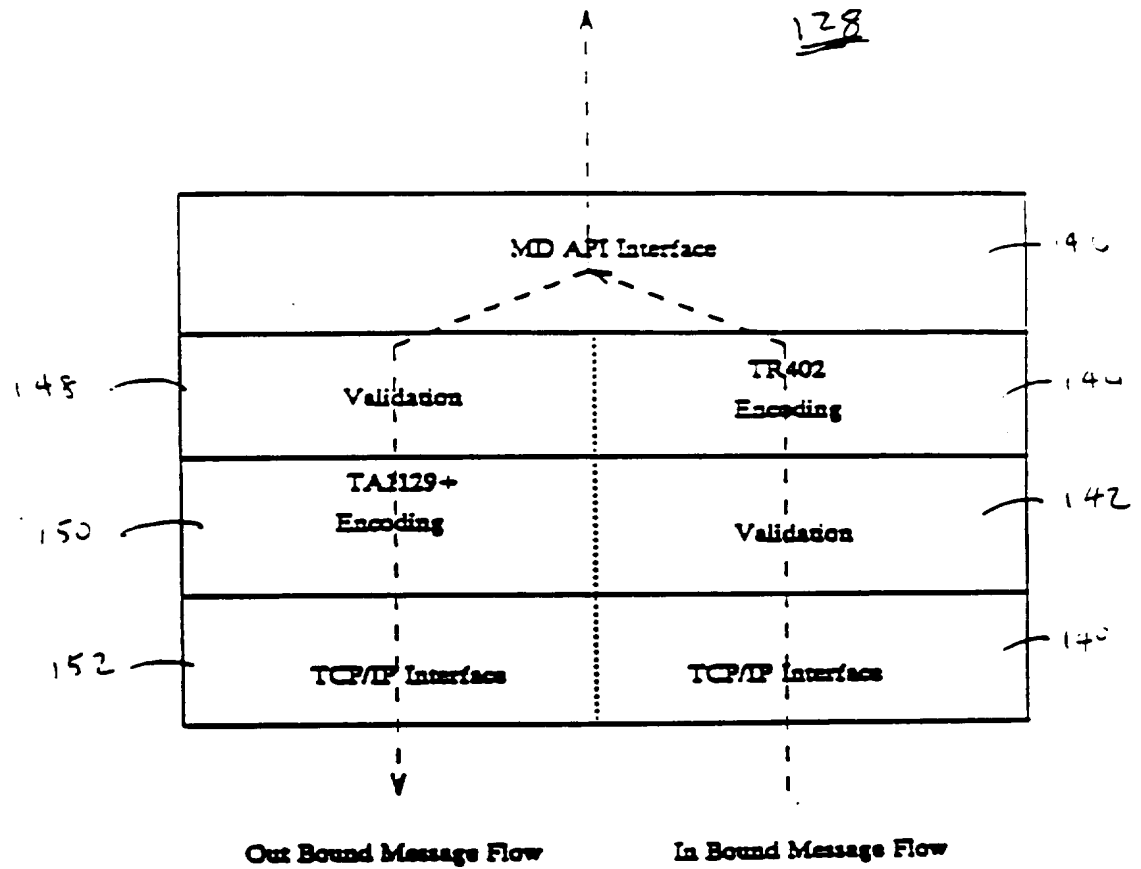 128
MD API Interface
148
Validation
TR402
Encoding
150
TA1129+
Encoding
142
Validation
152
TCP/IP Interface
TCP/IP Interface
Out Bound Message Flow
In Bound Message Flow